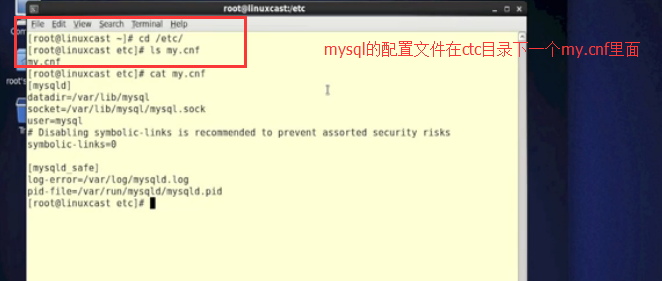 root@linuxcast:/etc
File Edit View Search Terminal Help
[root@linuxcast ~]# cd /etc/
[root@linuxcast etc]# ls my.cnf
my.cnf
mysql的配置文件在ctc目录下一个my.cnf里面
[root@linuxcast etc]# cat my.cnf
[mysqld]
datadir=/var/lib/mysql
socket=/var/lib/mysql/mysql.sock
user=mysql
# Disabling symbolic-links is recommended to prevent assorted security risks
symbolic-links=0
[mysqld_safe]
log-error=/var/log/mysqld.log
pid-file=/var/run/mysqld/mysqld.pid
[root@linuxcast etc]#